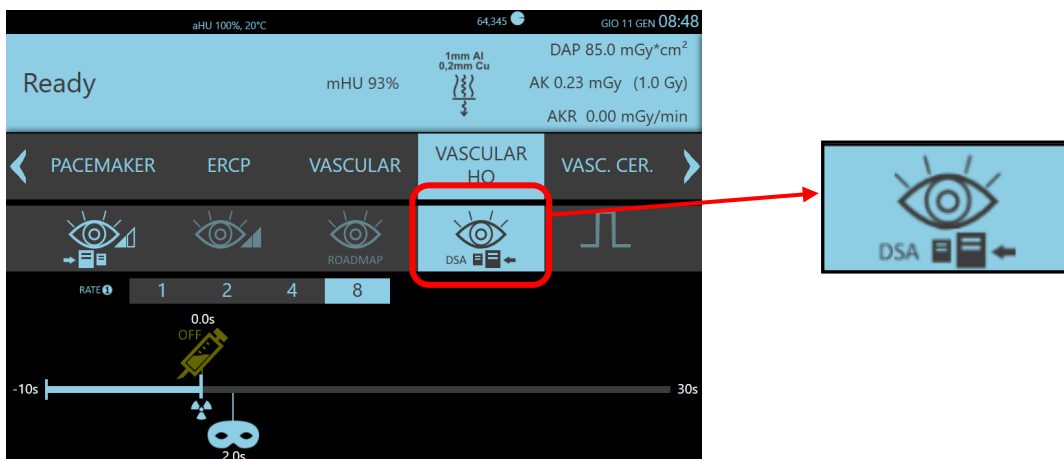 aHU 100%, 20°C
64,345
GIO 11 GEN 08:48
Ready
mHU 93%
1mm Al
0,2mm Cu
DAP 85.0 mGy*cm²
AK 0.23 mGy (1.0 Gy)
AKR 0.00 mGy/min
PACEMAKER
ERCP
VASCULAR
VASCULAR
HQ
VASC. CER.
ROADMAP
DSA
DSA
RATE 1
1
2
4
8
0.0s
OFF
-10s
30s
2.0s